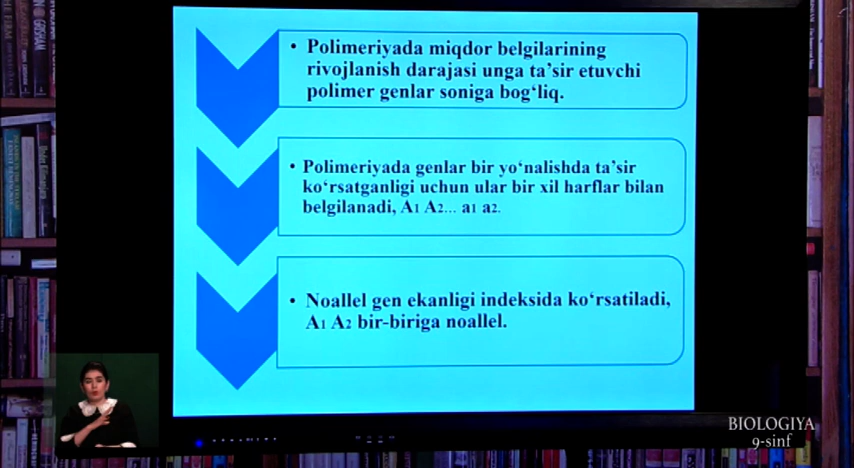 • Polimeriyada miqdor belgilarining
rivojlanish darajasi unga ta’sir etuvchi
polimer genlar soniga bog‘liq.
• Polimeriyada genlar bir yo‘nalishda ta’sir
ko‘rsatganligi uchun ular bir xil harflar bilan
belgilanadi, A1 A2... a1 a2.
• Noallel gen ekanligi indeksida ko‘rsatiladi,
A1 A2 bir-biriga noallel.
BIOLOGIYA
9-sinf